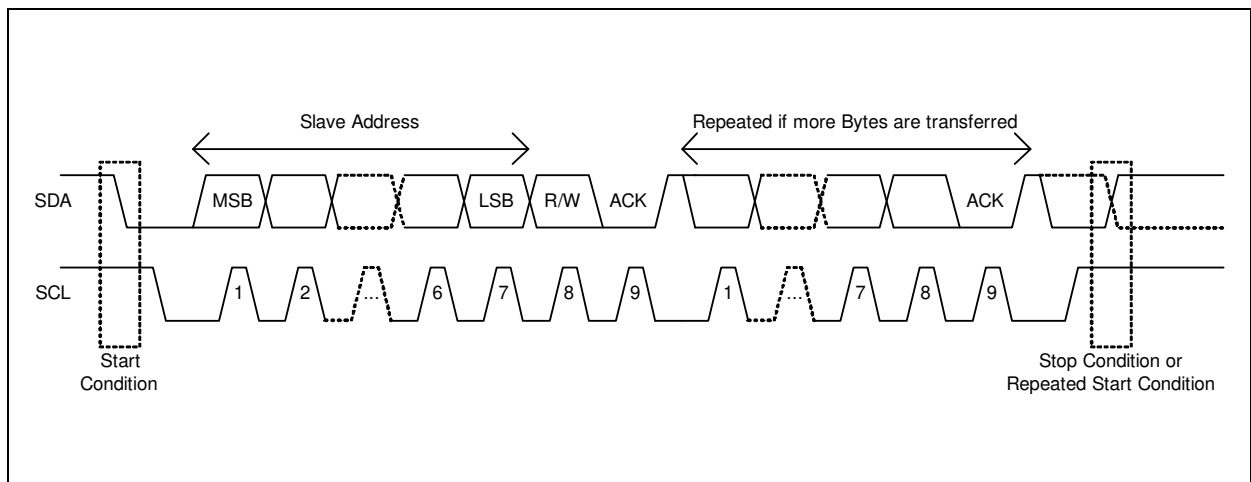 Slave Address
Repeated if more Bytes are transferred
SDA
MSB
LSB
R/W
ACK
ACK
SCL
1
2
...
6
7
8
9
1
...
7
8
9
Start
Condition
Stop Condition or
Repeated Start Condition